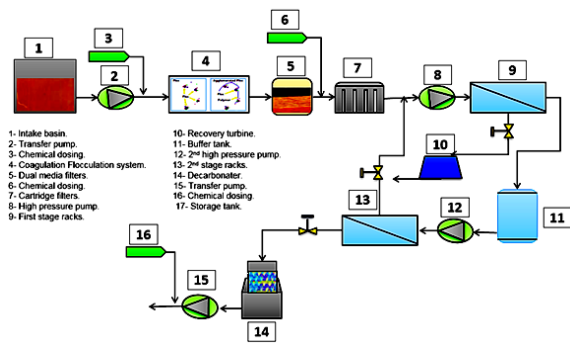 1
3
2
4
6
5
7
8
9
1- Intake basin.
2- Transfer pump.
3- Chemical dosing.
4- Coagulation Flocculation system.
5- Dual media filters.
6- Chemical dosing.
7- Cartridge filters.
8- High pressure pump.
9- First stage racks.
10- Recovery turbine.
11- Buffer tank.
12- 2nd high pressure pump.
13- 2nd stage racks.
14- Decarbonater.
15- Transfer pump.
16- Chemical dosing.
17- Storage tank.
10
13
12
11
16
15
14